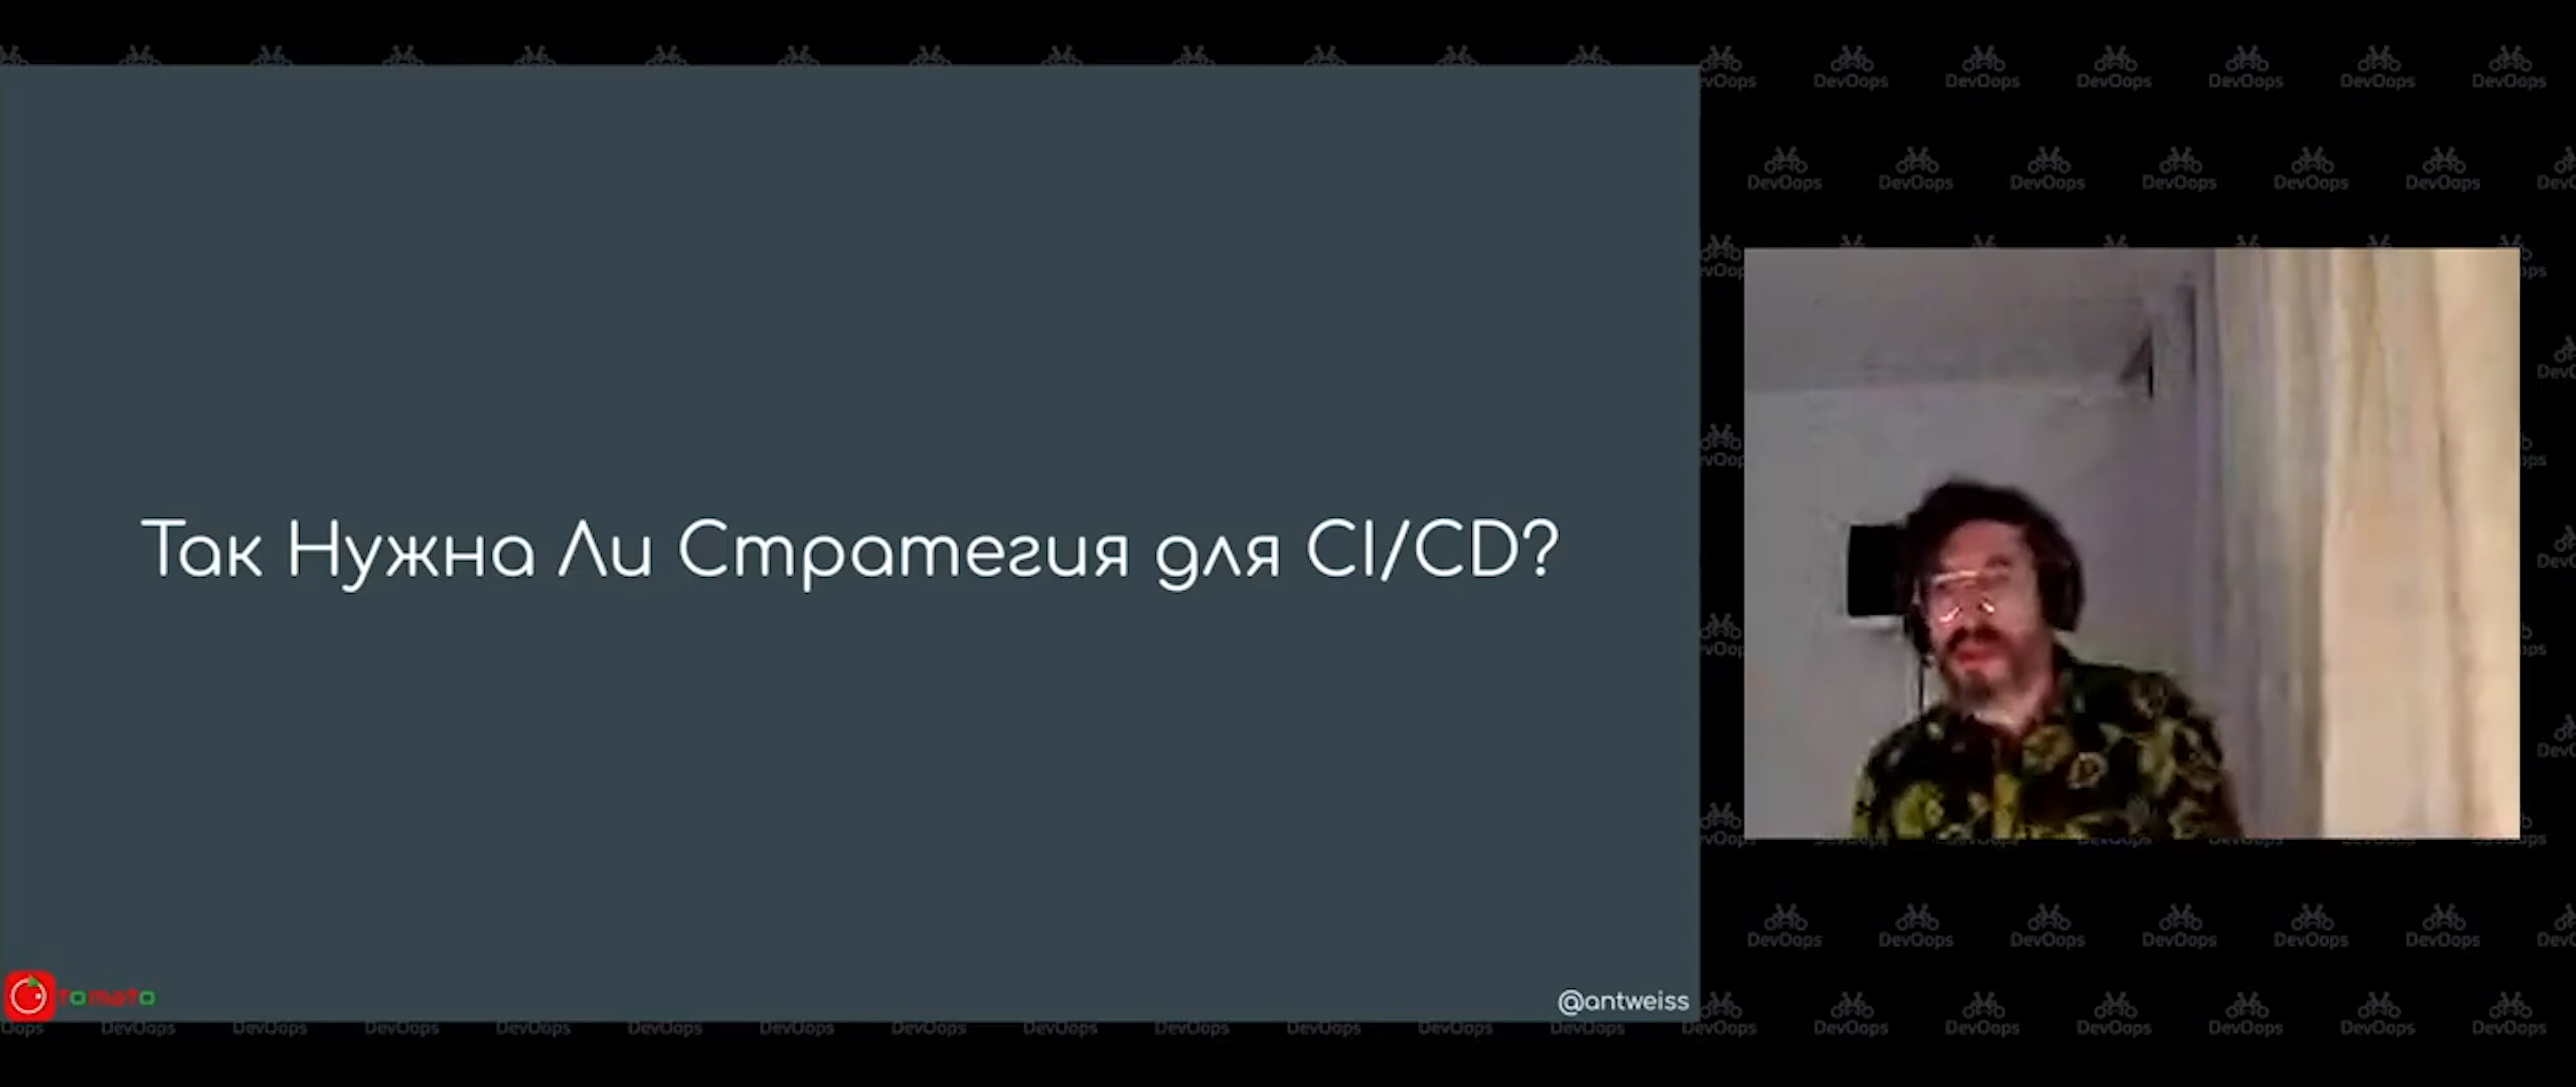 Так Нужна Ли Стратегия для CI/CD?
tomato
@antweiss
DevOops